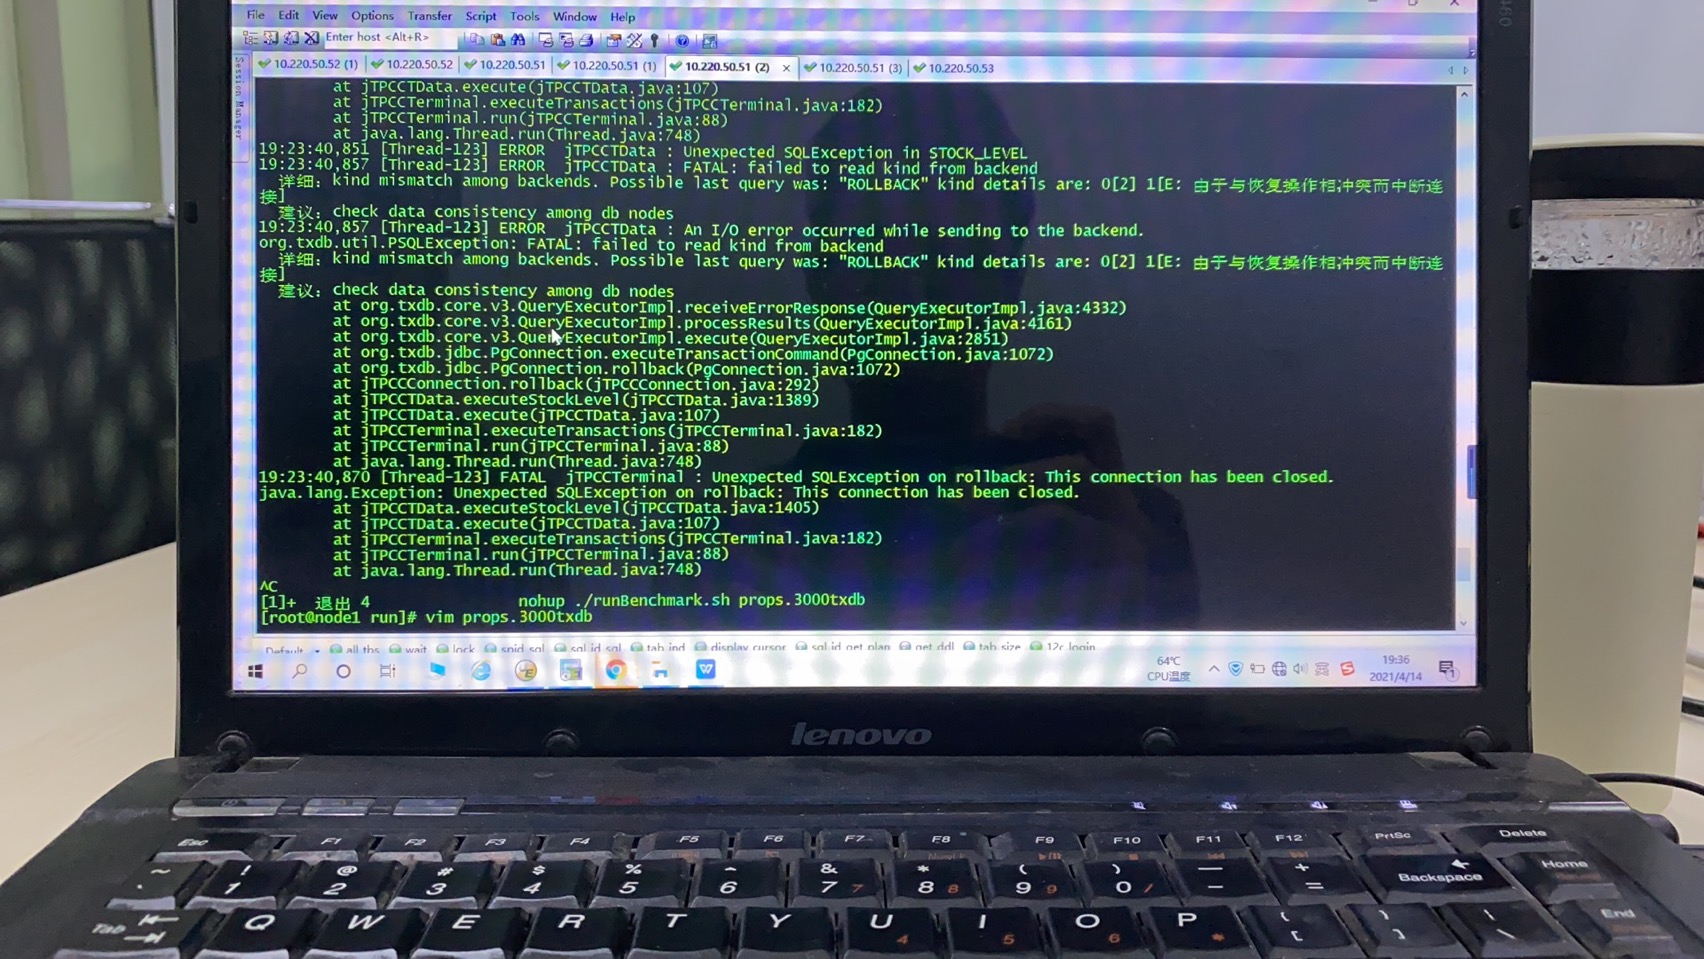 File Edit View Options Transfer Script Tools Window Help
Enter host <Alt+R>
Session Manager
10.220.50.52 (1) 10.220.50.52 10.220.50.51 10.220.50.51 (1) 10.220.50.51 (2) × 10.220.50.51 (3) 10.220.50.53
at jTPCCTData.execute(jTPCCTData.java:107)
at jTPCCTerminal.executeTransactions(jTPCCTerminal.java:182)
at jTPCCTerminal.run(jTPCCTerminal.java:88)
at java.lang.Thread.run(Thread.java:748)
19:23:40,851 [Thread-123] ERROR jTPCCTData : Unexpected SQLException in STOCK_LEVEL
19:23:40,857 [Thread-123] ERROR jTPCCTData : FATAL: failed to read kind from backend
详细: kind mismatch among backends. Possible last query was: "ROLLBACK" kind details are: 0[2] 1[E: 由于与恢复操作相冲突而中断连
接]
建议: check data consistency among db nodes
19:23:40,857 [Thread-123] ERROR jTPCCTData : An I/O error occurred while sending to the backend.
org.txdb.util.PSQLException: FATAL: failed to read kind from backend
详细: kind mismatch among backends. Possible last query was: "ROLLBACK" kind details are: 0[2] 1[E: 由于与恢复操作相冲突而中断连
接]
建议: check data consistency among db nodes
at org.txdb.core.v3.QueryExecutorImpl.receiveErrorResponse(QueryExecutorImpl.java:4332)
at org.txdb.core.v3.QueryExecutorImpl.processResults(QueryExecutorImpl.java:4161)
at org.txdb.core.v3.QueryExecutorImpl.execute(QueryExecutorImpl.java:2851)
at org.txdb.jdbc.PgConnection.executeTransactionCommand(PgConnection.java:1072)
at org.txdb.jdbc.PgConnection.rollback(PgConnection.java:1072)
at jTPCCConnection.rollback(jTPCCConnection.java:292)
at jTPCCTData.executeStockLevel(jTPCCTData.java:1389)
at jTPCCTData.execute(jTPCCTData.java:107)
at jTPCCTerminal.executeTransactions(jTPCCTerminal.java:182)
at jTPCCTerminal.run(jTPCCTerminal.java:88)
at java.lang.Thread.run(Thread.java:748)
19:23:40,870 [Thread-123] FATAL jTPCCTerminal : Unexpected SQLException on rollback: This connection has been closed.
java.lang.Exception: Unexpected SQLException on rollback: This connection has been closed.
at jTPCCTData.executeStockLevel(jTPCCTData.java:1405)
at jTPCCTData.execute(jTPCCTData.java:107)
at jTPCCTerminal.executeTransactions(jTPCCTerminal.java:182)
at jTPCCTerminal.run(jTPCCTerminal.java:88)
at java.lang.Thread.run(Thread.java:748)
^C
[1]+ 退出 4 nohup ./runBenchmark.sh props.3000txdb
[root@node1 run]# vim props.3000txdb
Default all tbs wait lock spid sql sql id sql tab ind display cursor sql id get plan get ddl tab size 12c login
64℃
CPU温度
19:36
2021/4/14
lenovo
Esc F1 F2 F3 F4 F5 F6 F7 F8 F9 F10 F11 F12 PrtSc Delete
~ ! @ # $ % ^ & * ( ) — + Backspace Home
1 2 3 4 5 6 7 7 8 8 9 9 0 / - =
Tab Q W E R T Y U 4 I 5 O 6 P * { [ } ] | \ End